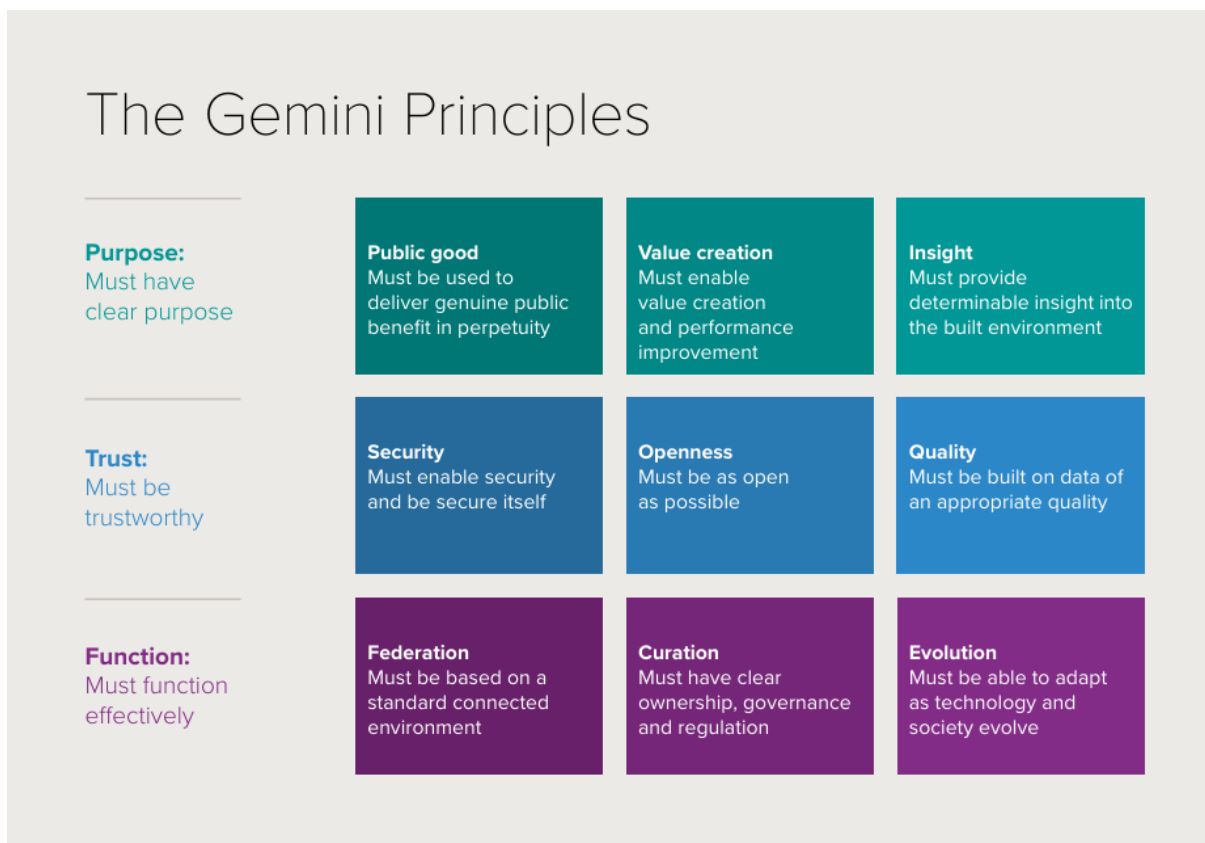 The Gemini Principles
Purpose:
Must have
clear purpose
Public good
Must be used to
deliver genuine public
benefit in perpetuity
Value creation
Must enable
value creation
and performance
improvement
Insight
Must provide
determinable insight into
the built environment
Trust:
Must be
trustworthy
Security
Must enable security
and be secure itself
Openness
Must be as open
as possible
Quality
Must be built on data of
an appropriate quality
Function:
Must function
effectively
Federation
Must be based on a
standard connected
environment
Curation
Must have clear
ownership, governance
and regulation
Evolution
Must be able to adapt
as technology and
society evolve